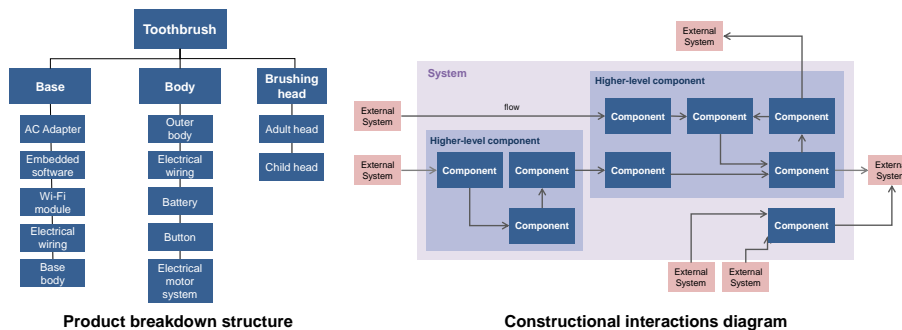 Toothbrush
Base
Body
Brushing
head
AC Adapter
Embedded
software
Wi-Fi
module
Electrical
wiring
Base
body
Outer
body
Electrical
wiring
Battery
Button
Electrical
motor
system
Adult head
Child head
Product breakdown structure
External
System
System
Higher-level component
External
System
flow
Component
Component
Component
Higher-level component
External
System
Component
Component
Component
Component
Component
External
System
Component
External
System
External
System
Constructional interactions diagram